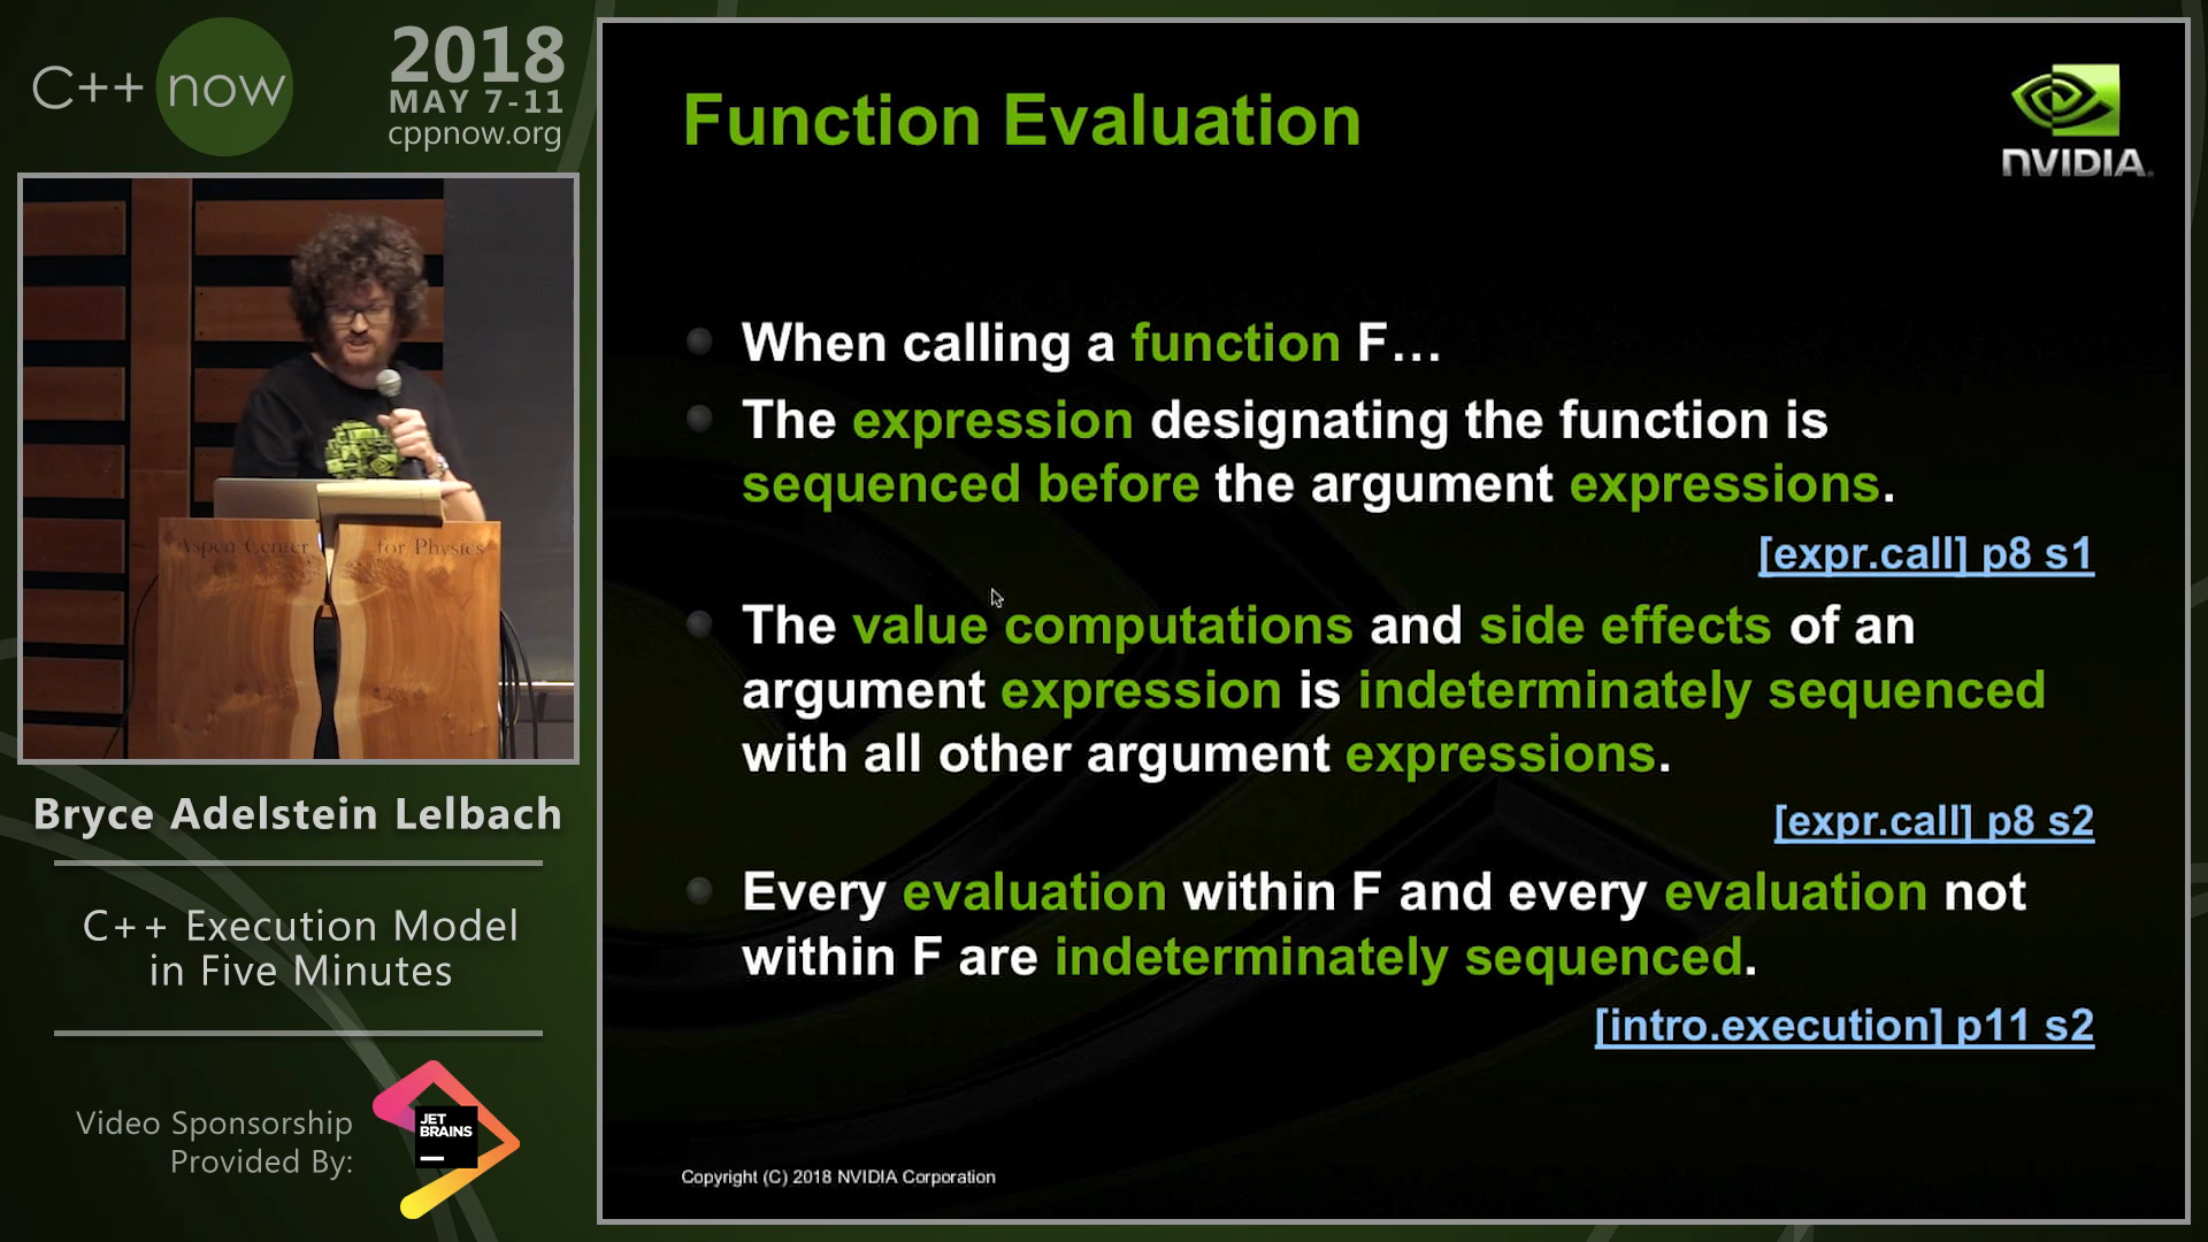 C++ now
2018
MAY 7-11
cppnow.org
Aspen Center for Physics
Bryce Adelstein Lelbach
C++ Execution Model
in Five Minutes
Video Sponsorship
Provided By:
JET
BRAINS
Function Evaluation
NVIDIA.
When calling a function F…
The expression designating the function is
sequenced before the argument expressions.
[expr.call] p8 s1
The value computations and side effects of an
argument expression is indeterminately sequenced
with all other argument expressions.
[expr.call] p8 s2
Every evaluation within F and every evaluation not
within F are indeterminately sequenced.
[intro.execution] p11 s2
Copyright (C) 2018 NVIDIA Corporation